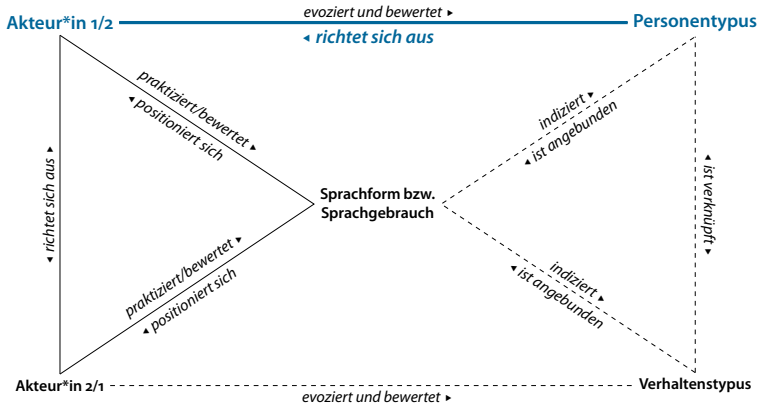 evoziert und bewertet ▸
Akteur*in 1/2
Personentypus
◂ richtet sich aus
praktiziert/bewertet ▸
◂ positioniert sich
indiziert ▸
◂ ist angebunden
◂ richtet sich aus ▸
◂ ist verknüpft ▸
Sprachform bzw.
Sprachgebrauch
praktiziert/bewertet ▸
◂ positioniert sich
indiziert ▸
◂ ist angebunden
Akteur*in 2/1
Verhaltenstypus
evoziert und bewertet ▸